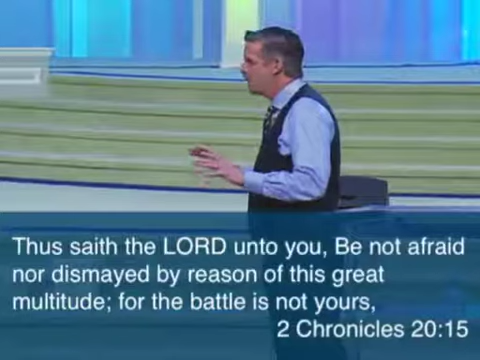 Thus saith the LORD unto you, Be not afraid
nor dismayed by reason of this great
multitude; for the battle is not yours,
2 Chronicles 20:15